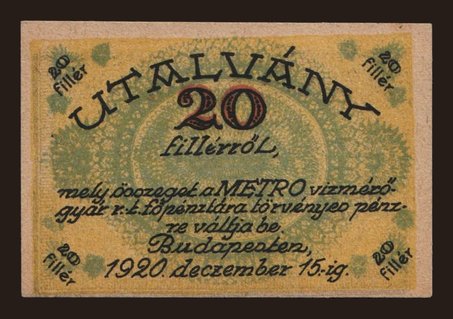 20 fillér
20 fillér
UTALVÁNY
20
fillérről,
mely összeget a METRO vizmérő-
gyár r.t. főpénztára törvényes pénz-
re váltja be.
Budapesten,
1920. deczember 15-ig.
20 fillér
20 fillér